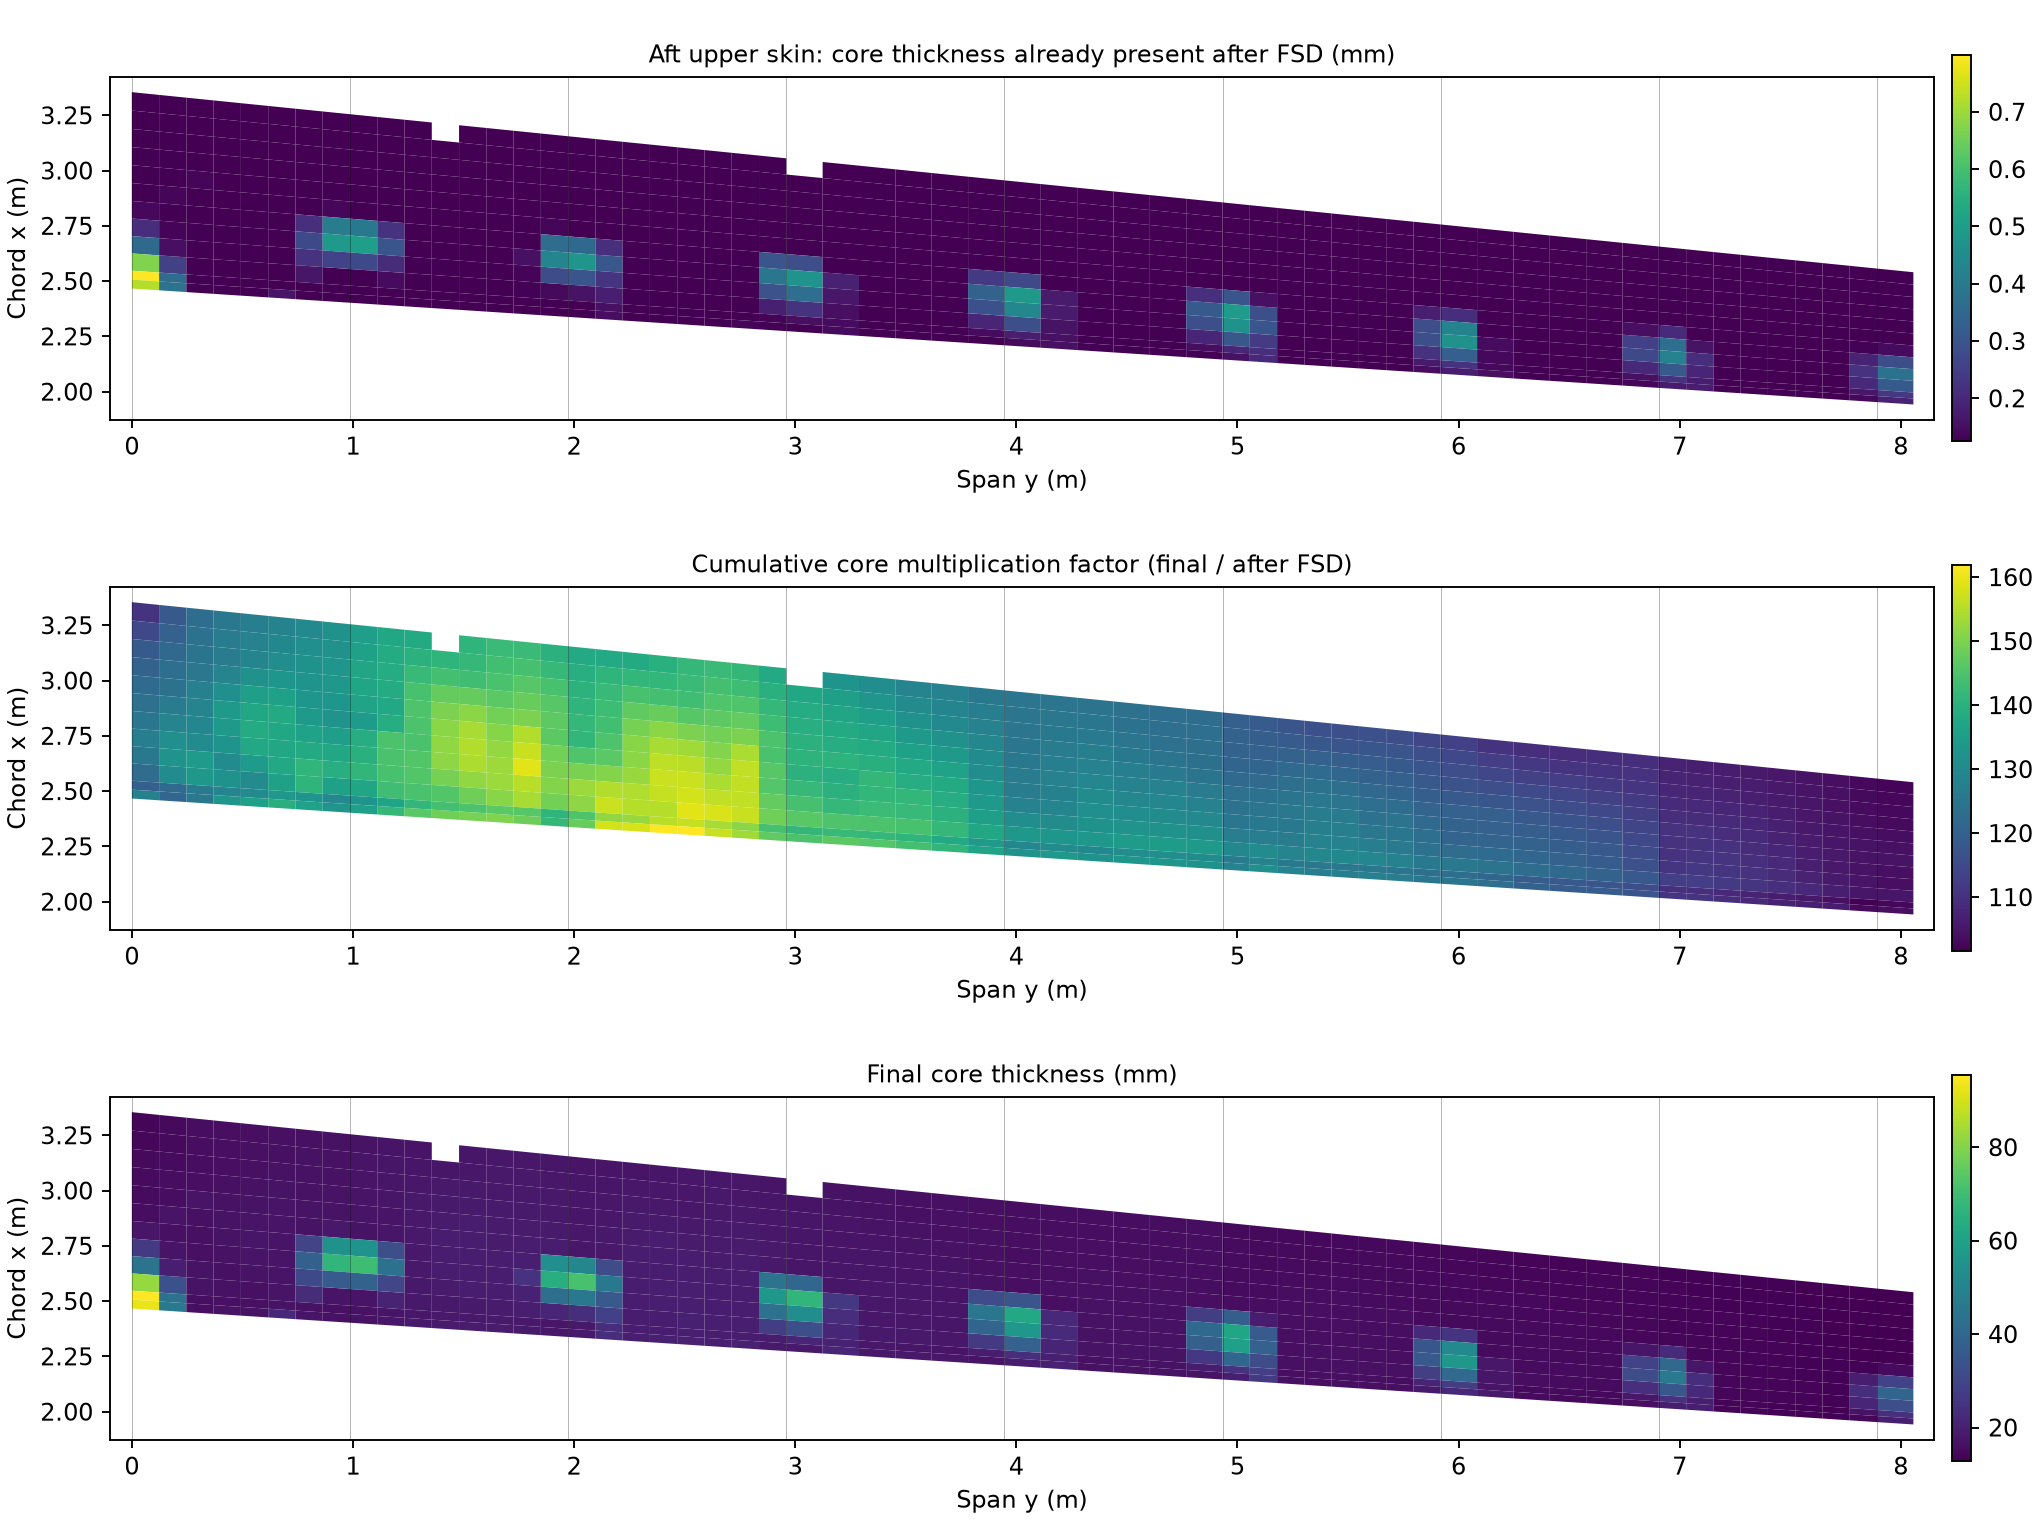 Aft upper skin: core thickness already present after FSD (mm)
Chord x (m)
3.25
3.00
2.75
2.50
2.25
2.00
0 1 2 3 4 5 6 7 8
Span y (m)
0.7
0.6
0.5
0.4
0.3
0.2
Cumulative core multiplication factor (final / after FSD)
Chord x (m)
3.25
3.00
2.75
2.50
2.25
2.00
0 1 2 3 4 5 6 7 8
Span y (m)
160
150
140
130
120
110
Final core thickness (mm)
Chord x (m)
3.25
3.00
2.75
2.50
2.25
2.00
0 1 2 3 4 5 6 7 8
Span y (m)
80
60
40
20